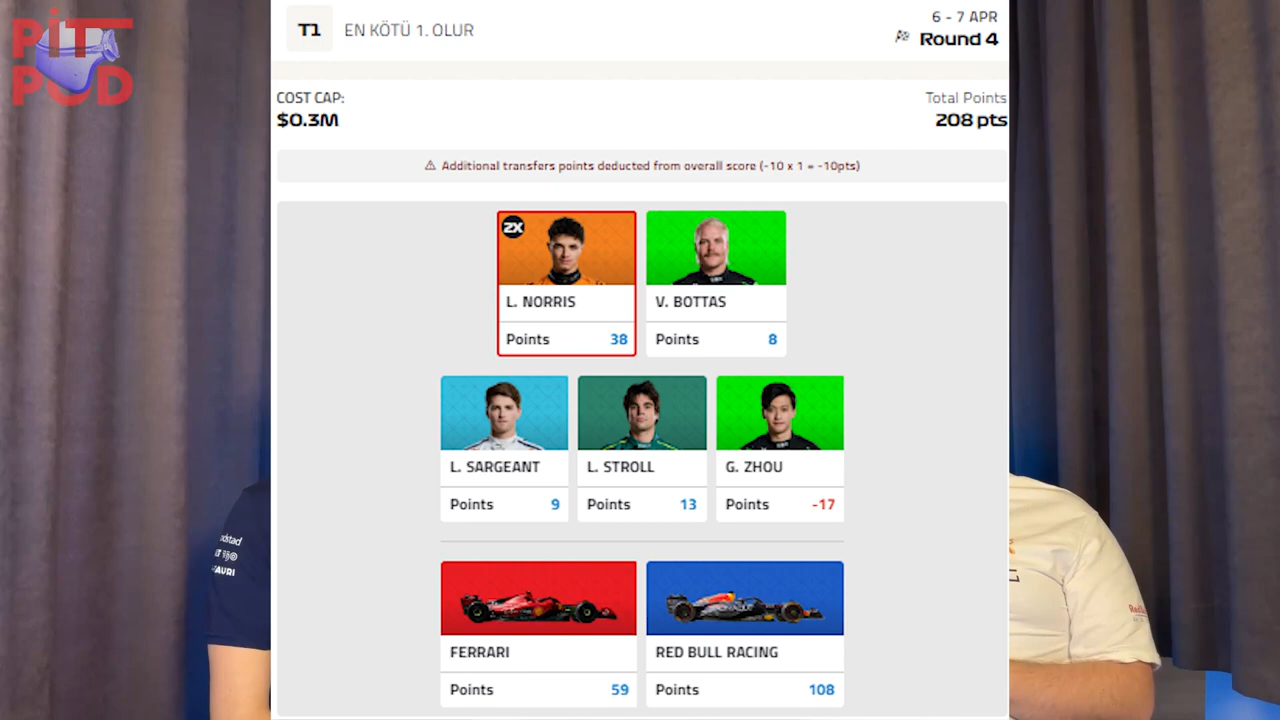 PİT
POD
T1 EN KÖTÜ 1. OLUR
6 - 7 APR
Round 4
COST CAP:
$0.3M
Total Points
208 pts
⚠ Additional transfers points deducted from overall score (-10 x 1 = -10pts)
2X
L. NORRIS
Points 38
V. BOTTAS
Points 8
L. SARGEANT
Points 9
L. STROLL
Points 13
G. ZHOU
Points -17
FERRARI
Points 59
RED BULL RACING
Points 108